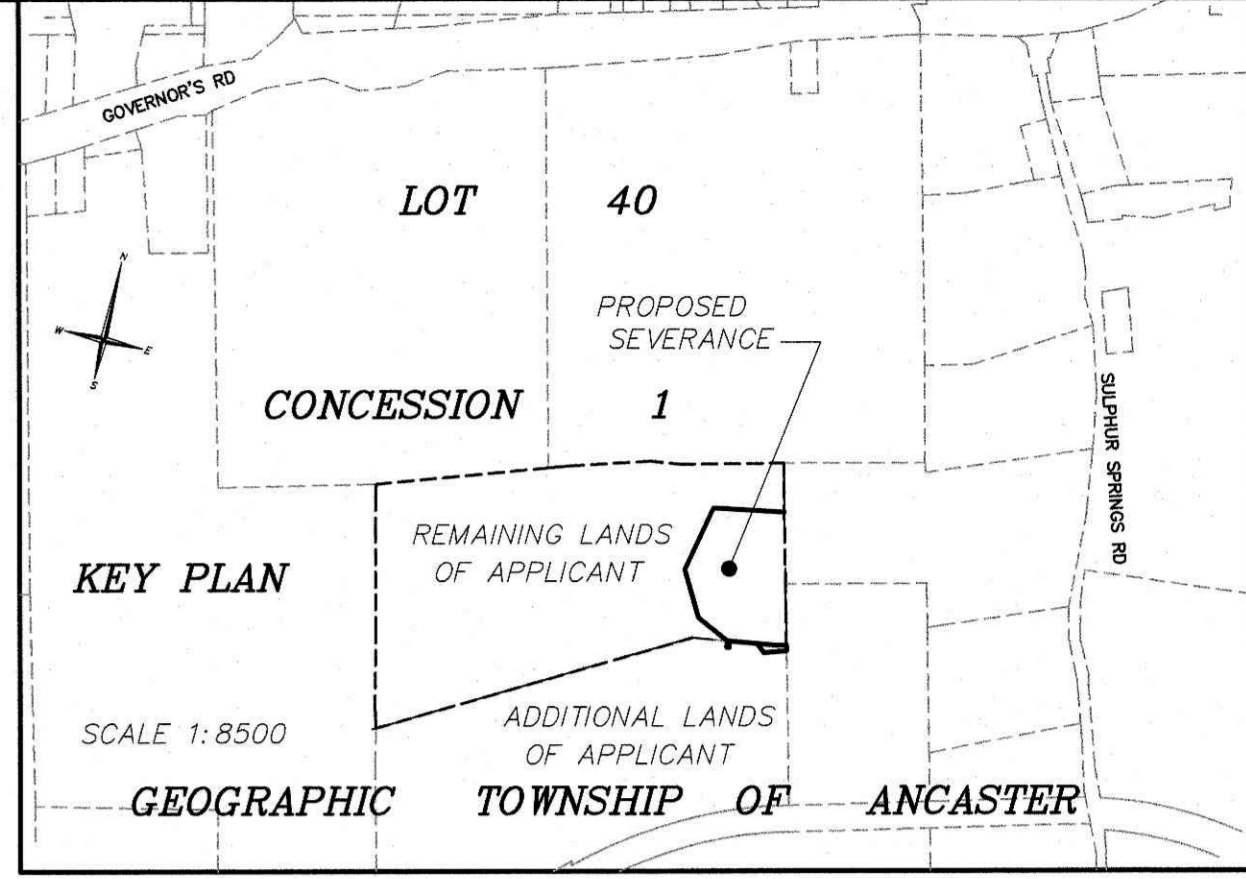 GOVERNOR'S RD
LOT 40
N
W
E
S
PROPOSED
SEVERANCE
CONCESSION 1
SULPHUR SPRINGS RD
REMAINING LANDS
OF APPLICANT
KEY PLAN
ADDITIONAL LANDS
OF APPLICANT
SCALE 1:8500
GEOGRAPHIC TOWNSHIP OF ANCASTER